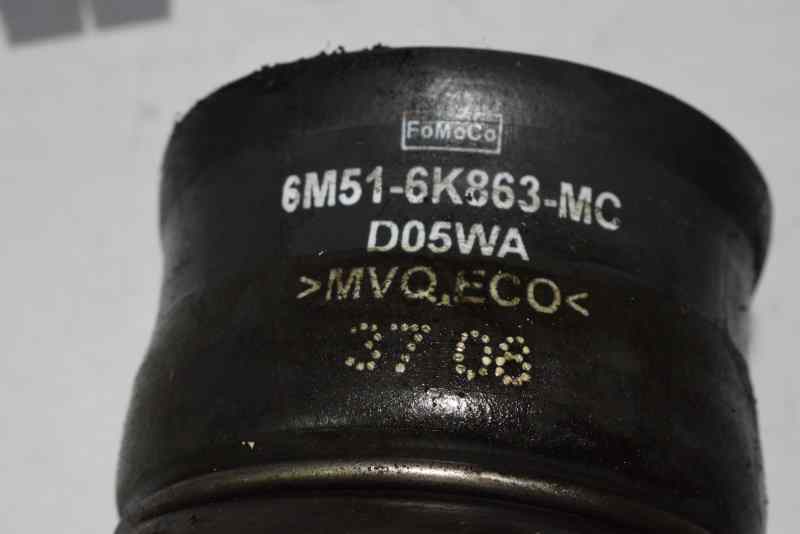 FoMoCo
6M51-6K863-MC
D05WA
>MVQ,ECO<
37 08